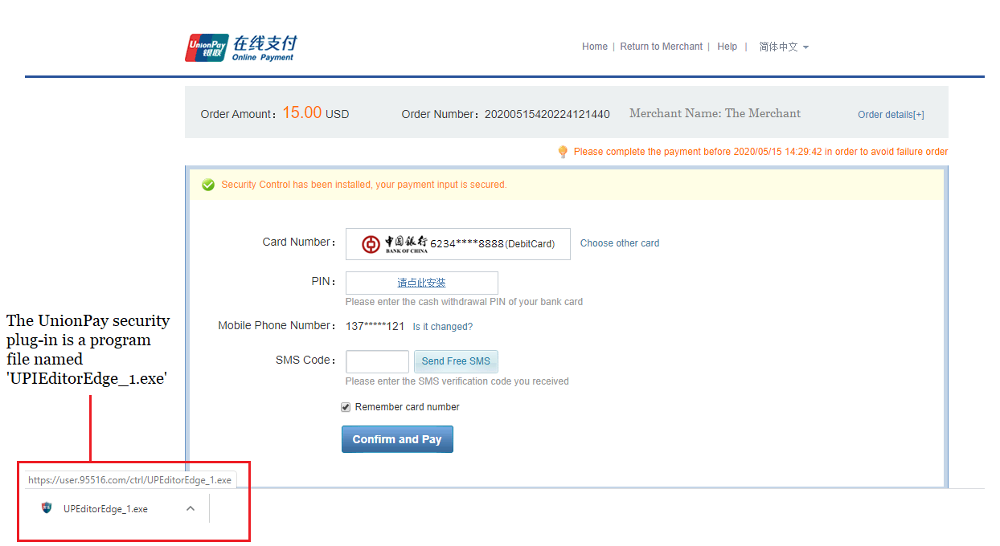 UnionPay 银联 在线支付
Online Payment
Home | Return to Merchant | Help | 简体中文
Order Amount：15.00 USD Order Number：20200515420224121440 Merchant Name: The Merchant Order details[+]
Please complete the payment before 2020/05/15 14:29:42 in order to avoid failure order
Security Control has been installed, your payment input is secured.
Card Number： 中国银行 BANK OF CHINA 6234****8888(DebitCard) Choose other card
PIN： 请点此安装
Please enter the cash withdrawal PIN of your bank card
Mobile Phone Number： 137*****121 Is it changed?
SMS Code： Send Free SMS
Please enter the SMS verification code you received
Remember card number
Confirm and Pay
The UnionPay security
plug-in is a program
file named
'UPIEditorEdge_1.exe'
https://user.95516.com/ctrl/UPEditorEdge_1.exe
UPEditorEdge_1.exe